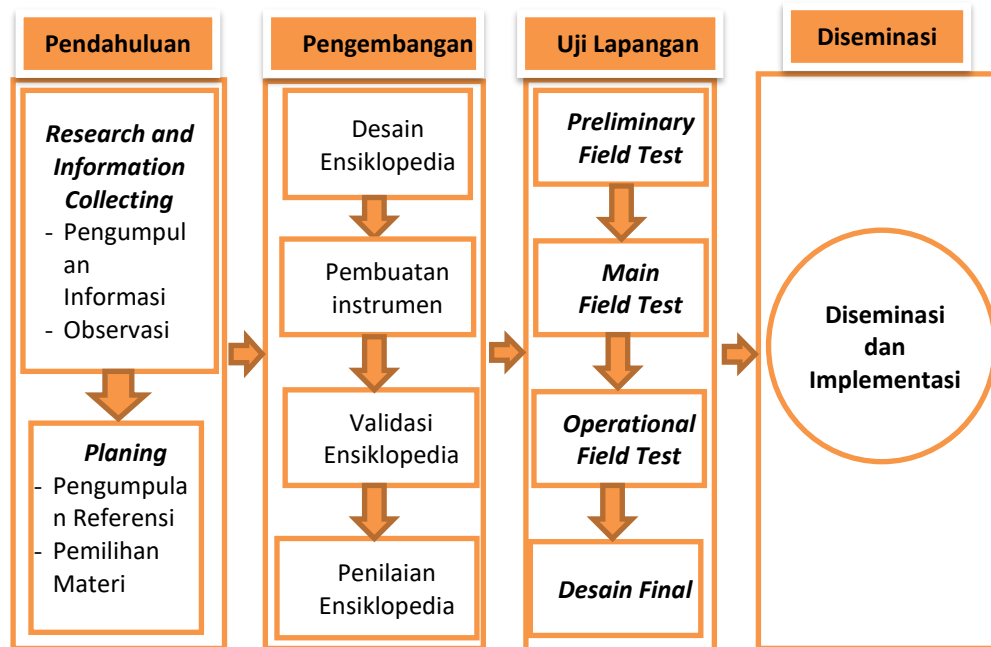 Pendahuluan
Research and
Information
Collecting
- Pengumpul
an
Informasi
- Observasi
Planing
- Pengumpula
n Referensi
- Pemilihan
Materi
Pengembangan
Desain
Ensiklopedia
Pembuatan
instrumen
Validasi
Ensiklopedia
Penilaian
Ensiklopedia
Uji Lapangan
Preliminary
Field Test
Main
Field Test
Operational
Field Test
Desain Final
Diseminasi
Diseminasi
dan
Implementasi